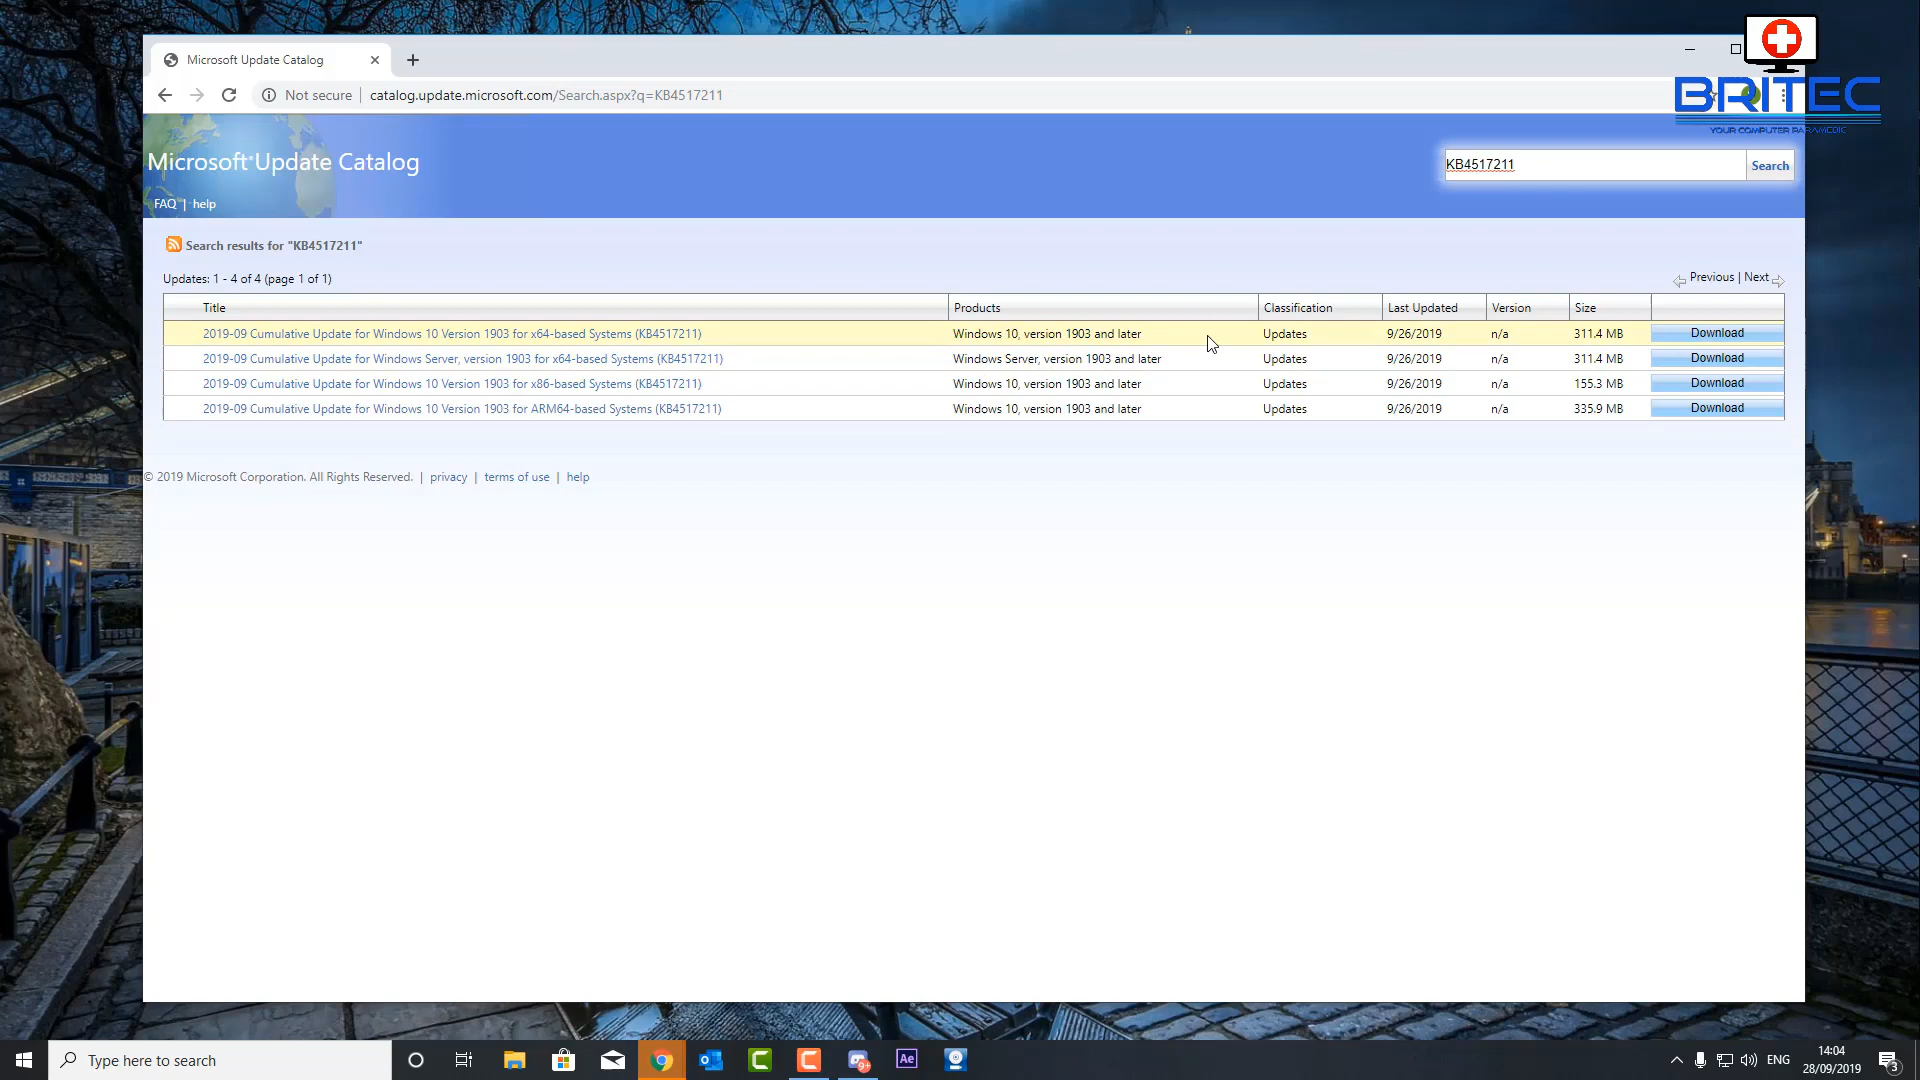 Microsoft Update Catalog
Not secure | catalog.update.microsoft.com/Search.aspx?q=KB4517211
BRITEC
YOUR COMPUTER PARAMEDIC
Microsoft® Update Catalog
KB4517211 Search
FAQ | help
Search results for "KB4517211"
Updates: 1 - 4 of 4 (page 1 of 1) Previous | Next
Title Products Classification Last Updated Version Size
2019-09 Cumulative Update for Windows 10 Version 1903 for x64-based Systems (KB4517211) Windows 10, version 1903 and later Updates 9/26/2019 n/a 311.4 MB Download
2019-09 Cumulative Update for Windows Server, version 1903 for x64-based Systems (KB4517211) Windows Server, version 1903 and later Updates 9/26/2019 n/a 311.4 MB Download
2019-09 Cumulative Update for Windows 10 Version 1903 for x86-based Systems (KB4517211) Windows 10, version 1903 and later Updates 9/26/2019 n/a 155.3 MB Download
2019-09 Cumulative Update for Windows 10 Version 1903 for ARM64-based Systems (KB4517211) Windows 10, version 1903 and later Updates 9/26/2019 n/a 335.9 MB Download
© 2019 Microsoft Corporation. All Rights Reserved. | privacy | terms of use | help
Type here to search
9+
Ae
ENG
14:04
28/09/2019
3